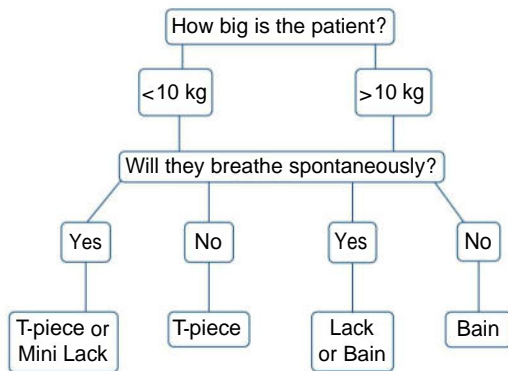 How big is the patient?
<10 kg
>10 kg
Will they breathe spontaneously?
Yes
No
Yes
No
T-piece or
Mini Lack
T-piece
Lack
or Bain
Bain